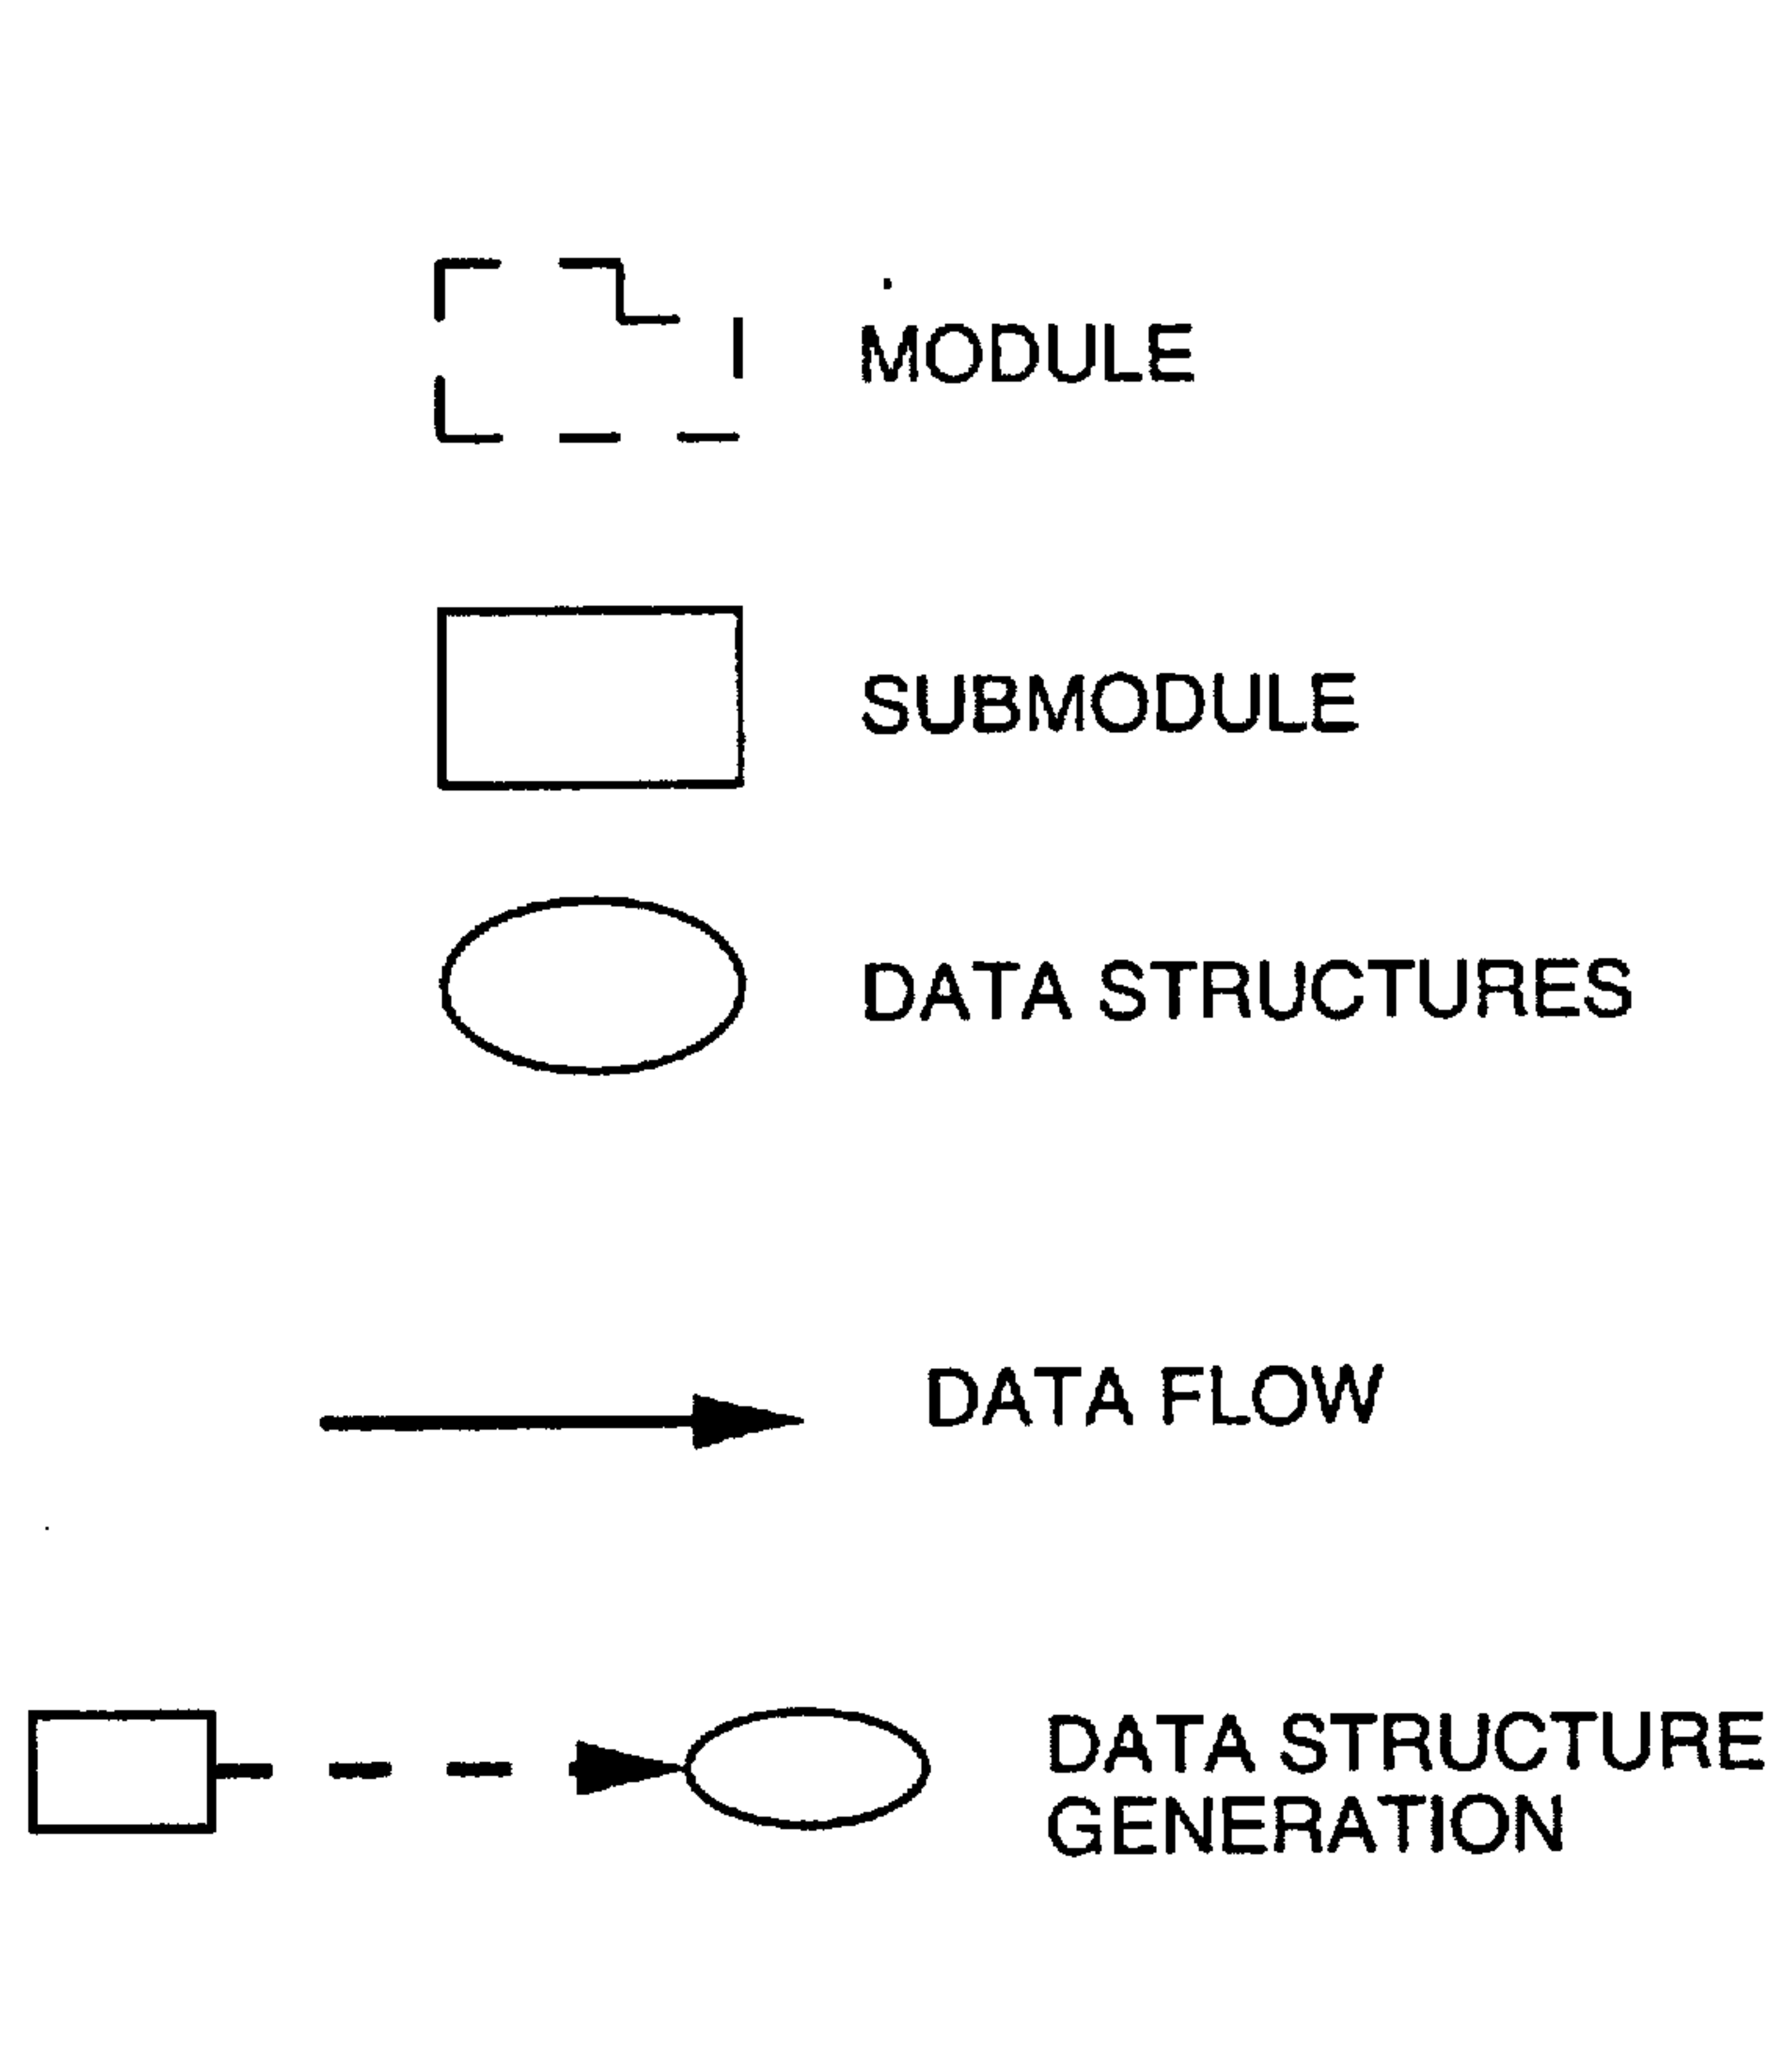 MODULE
SUBMODULE
DATA STRUCTURES
DATA FLOW
DATA STRUCTURE
GENERATION